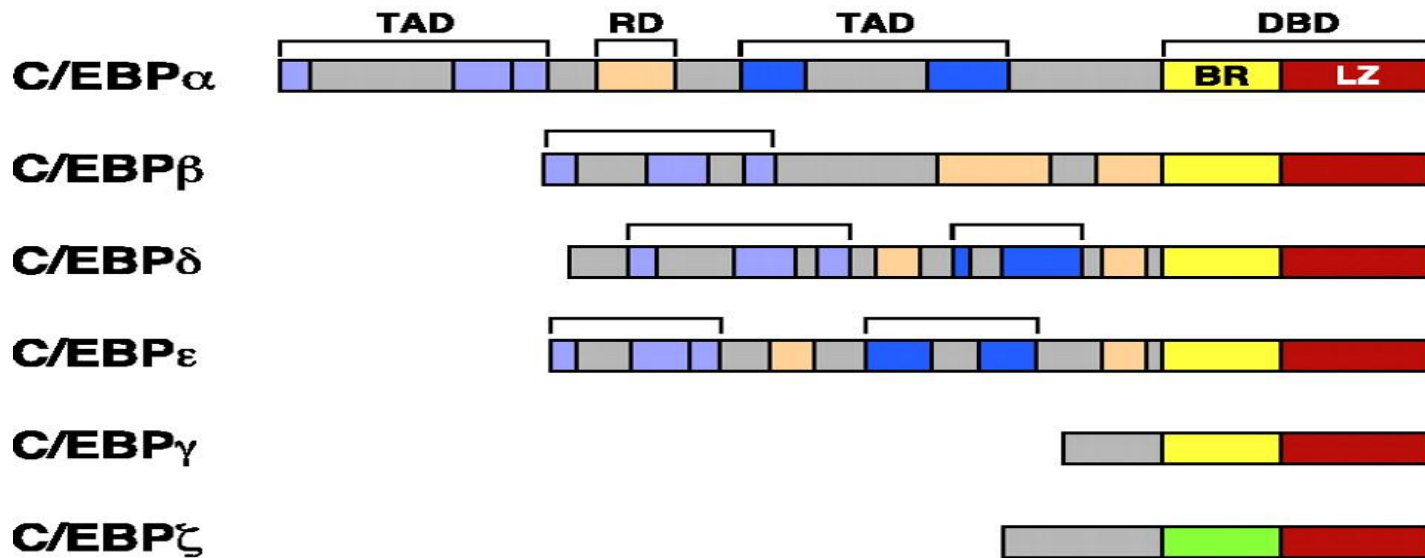 TAD RD TAD DBD
C/EBPα BR LZ
C/EBPβ
C/EBPδ
C/EBPε
C/EBPγ
C/EBPζ